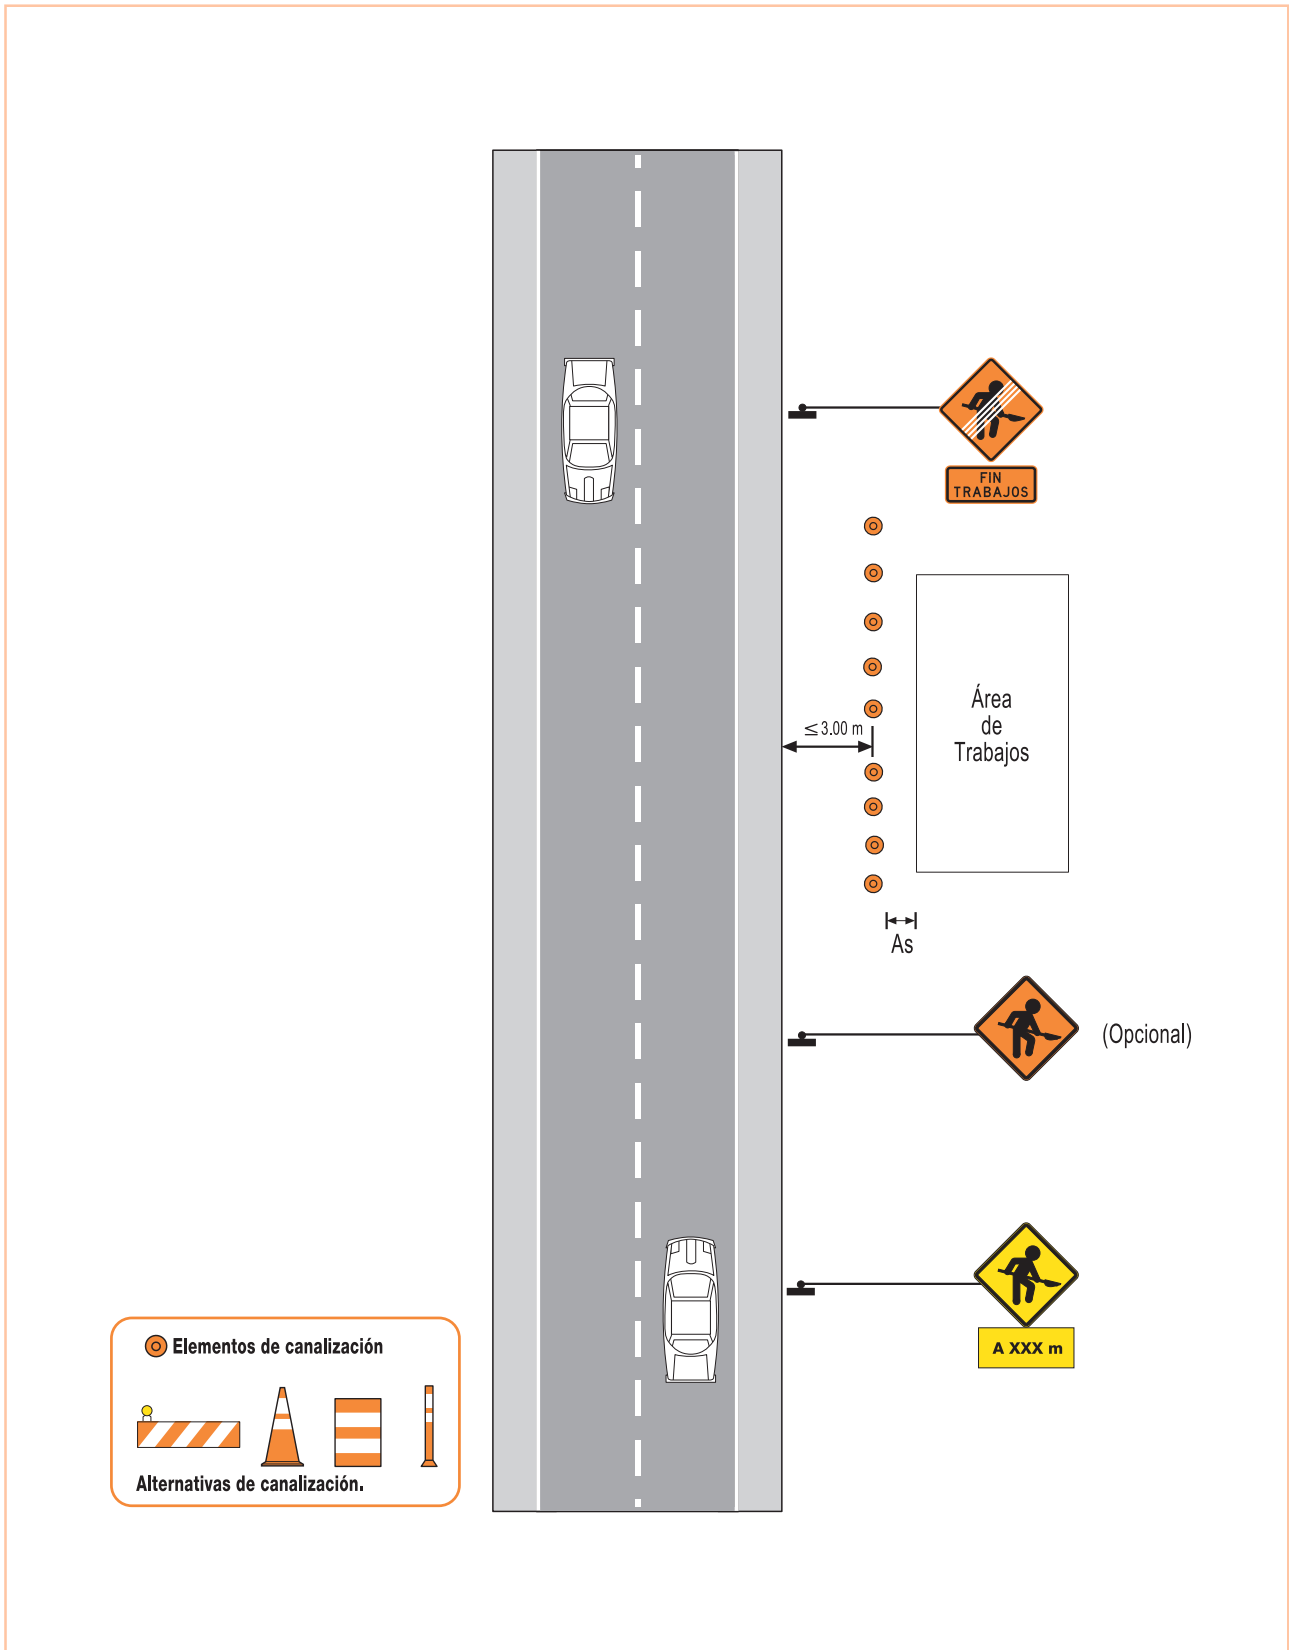 FIN
TRABAJOS
Área
de
Trabajos
≤ 3.00 m
As
(Opcional)
A XXX m
Elementos de canalización
Alternativas de canalización.